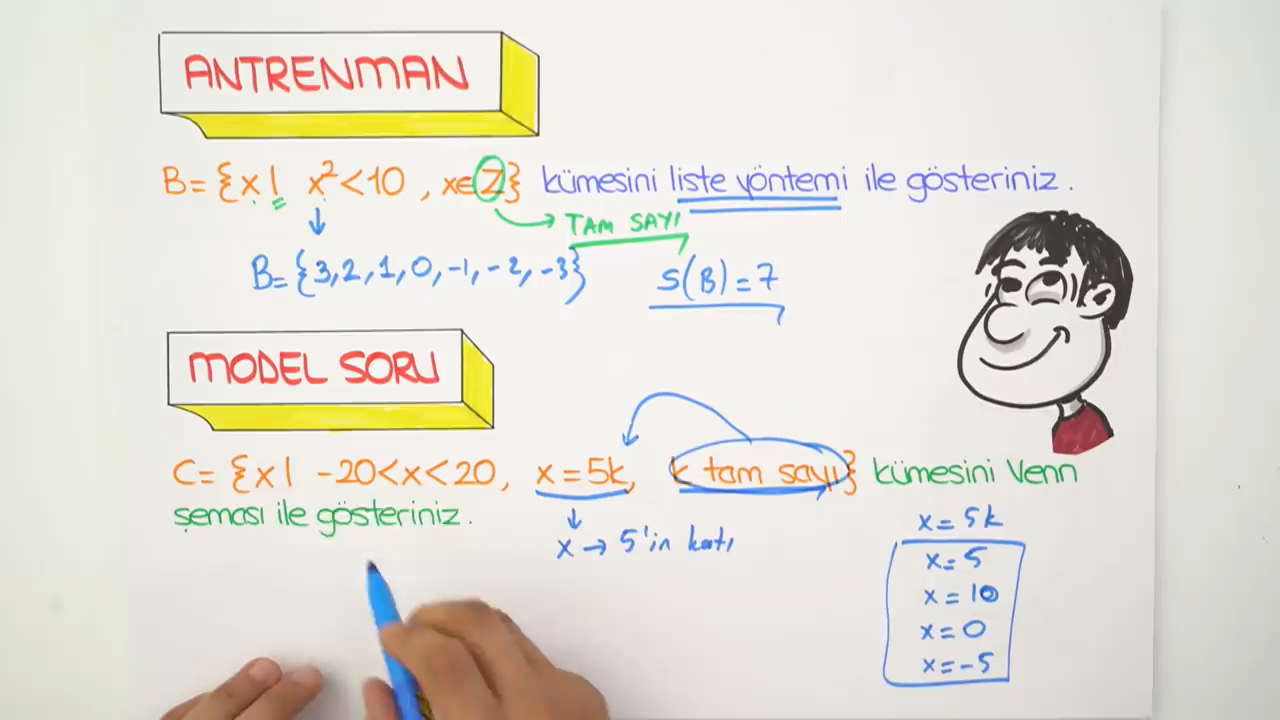 ANTRENMAN
B= {x | x²<10 , x∈Z} kümesini liste yöntemi ile gösteriniz.
TAM SAYI
B= {3,2,1,0,-1,-2,-3} s(B)=7
MODEL SORU
C= {x | -20<x<20, x=5k, k tam sayı} kümesini Venn
şeması ile gösteriniz.
x → 5'in katı
x=5k
x=5
x=10
x=0
x=-5